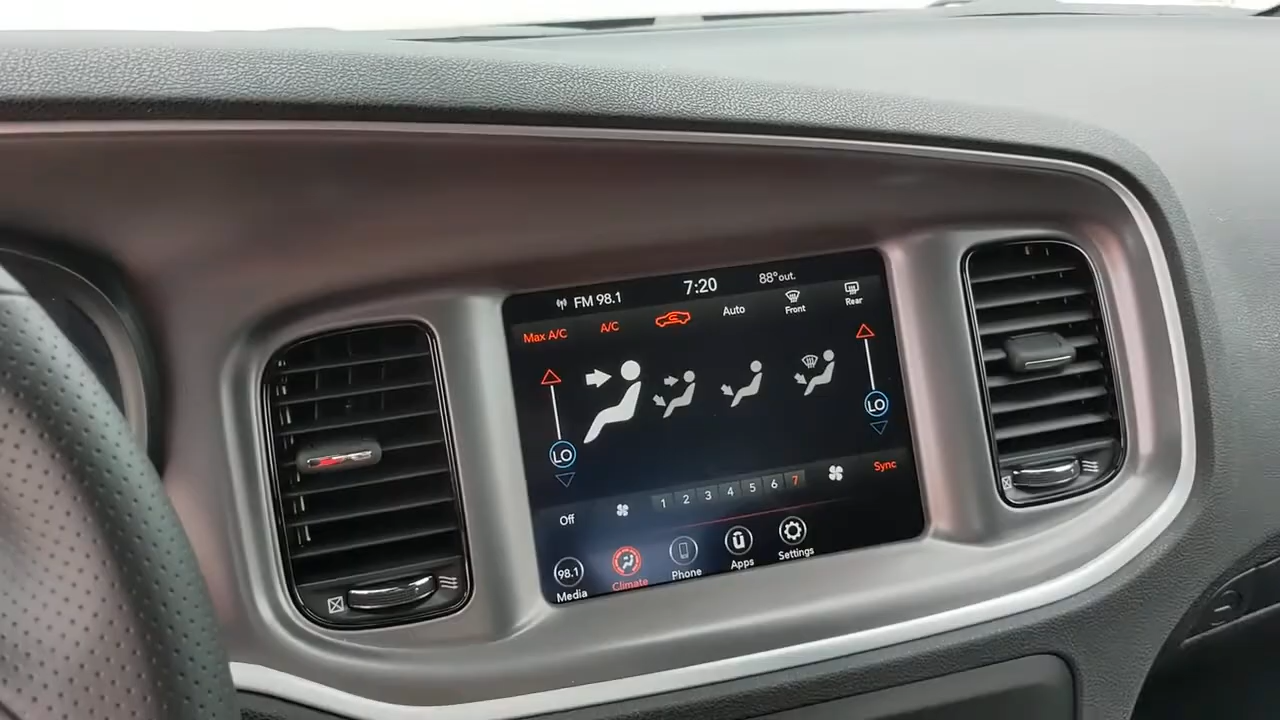 FM 98.1 7:20 88° out.
Max A/C A/C Auto Front Rear
LO LO
Off 1 2 3 4 5 6 7 Sync
98.1
Media Climate Phone Apps Settings